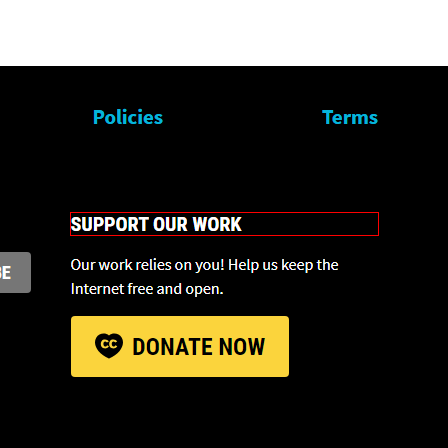 Policies
Terms
SUPPORT OUR WORK
Our work relies on you! Help us keep the
Internet free and open.
CC DONATE NOW